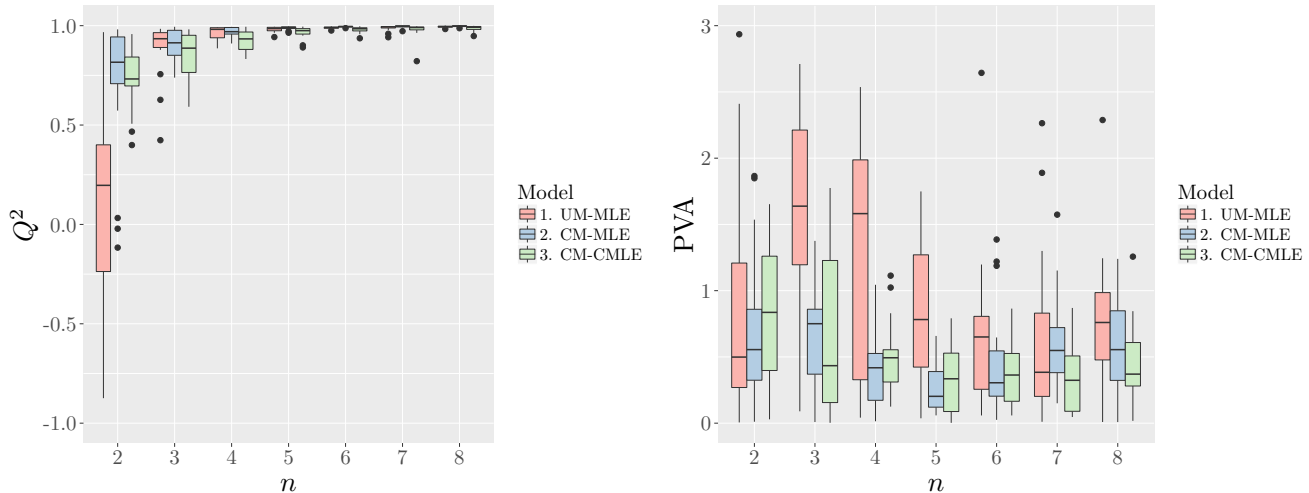 1.0
0.5
0.0
-0.5
-1.0
Q²
2 3 4 5 6 7 8
n
Model
1. UM-MLE
2. CM-MLE
3. CM-CMLE
3
2
1
0
PVA
2 3 4 5 6 7 8
n
Model
1. UM-MLE
2. CM-MLE
3. CM-CMLE